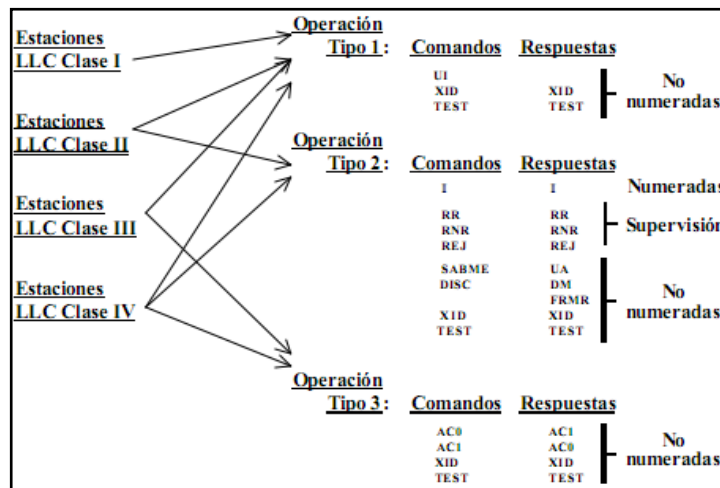 Estaciones
LLC Clase I
Estaciones
LLC Clase II
Estaciones
LLC Clase III
Estaciones
LLC Clase IV
Operación
Tipo 1: Comandos Respuestas
UI
XID XID
TEST TEST
No
numeradas
Operación
Tipo 2: Comandos Respuestas
I I Numeradas
RR RR
RNR RNR Supervisión
REJ REJ
SABME UA
DISC DM
FRMR
XID XID
TEST TEST
No
numeradas
Operación
Tipo 3: Comandos Respuestas
AC0 AC1
AC1 AC0
XID XID
TEST TEST
No
numeradas